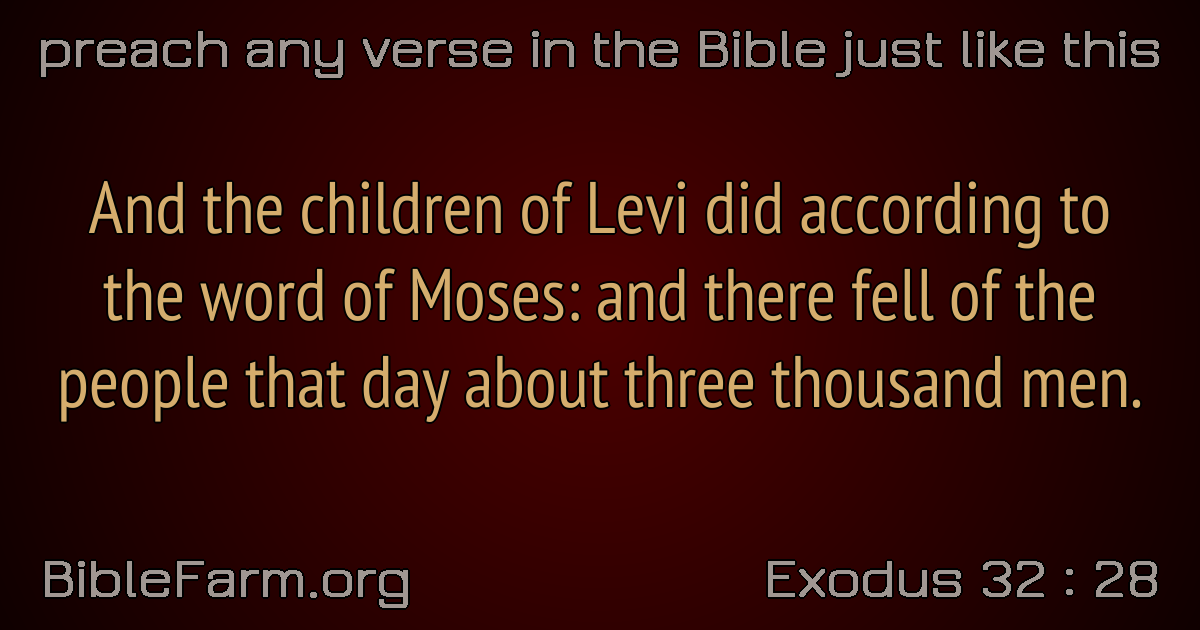 preach any verse in the Bible just like this
And the children of Levi did according to
the word of Moses: and there fell of the
people that day about three thousand men.
BibleFarm.org
Exodus 32 : 28